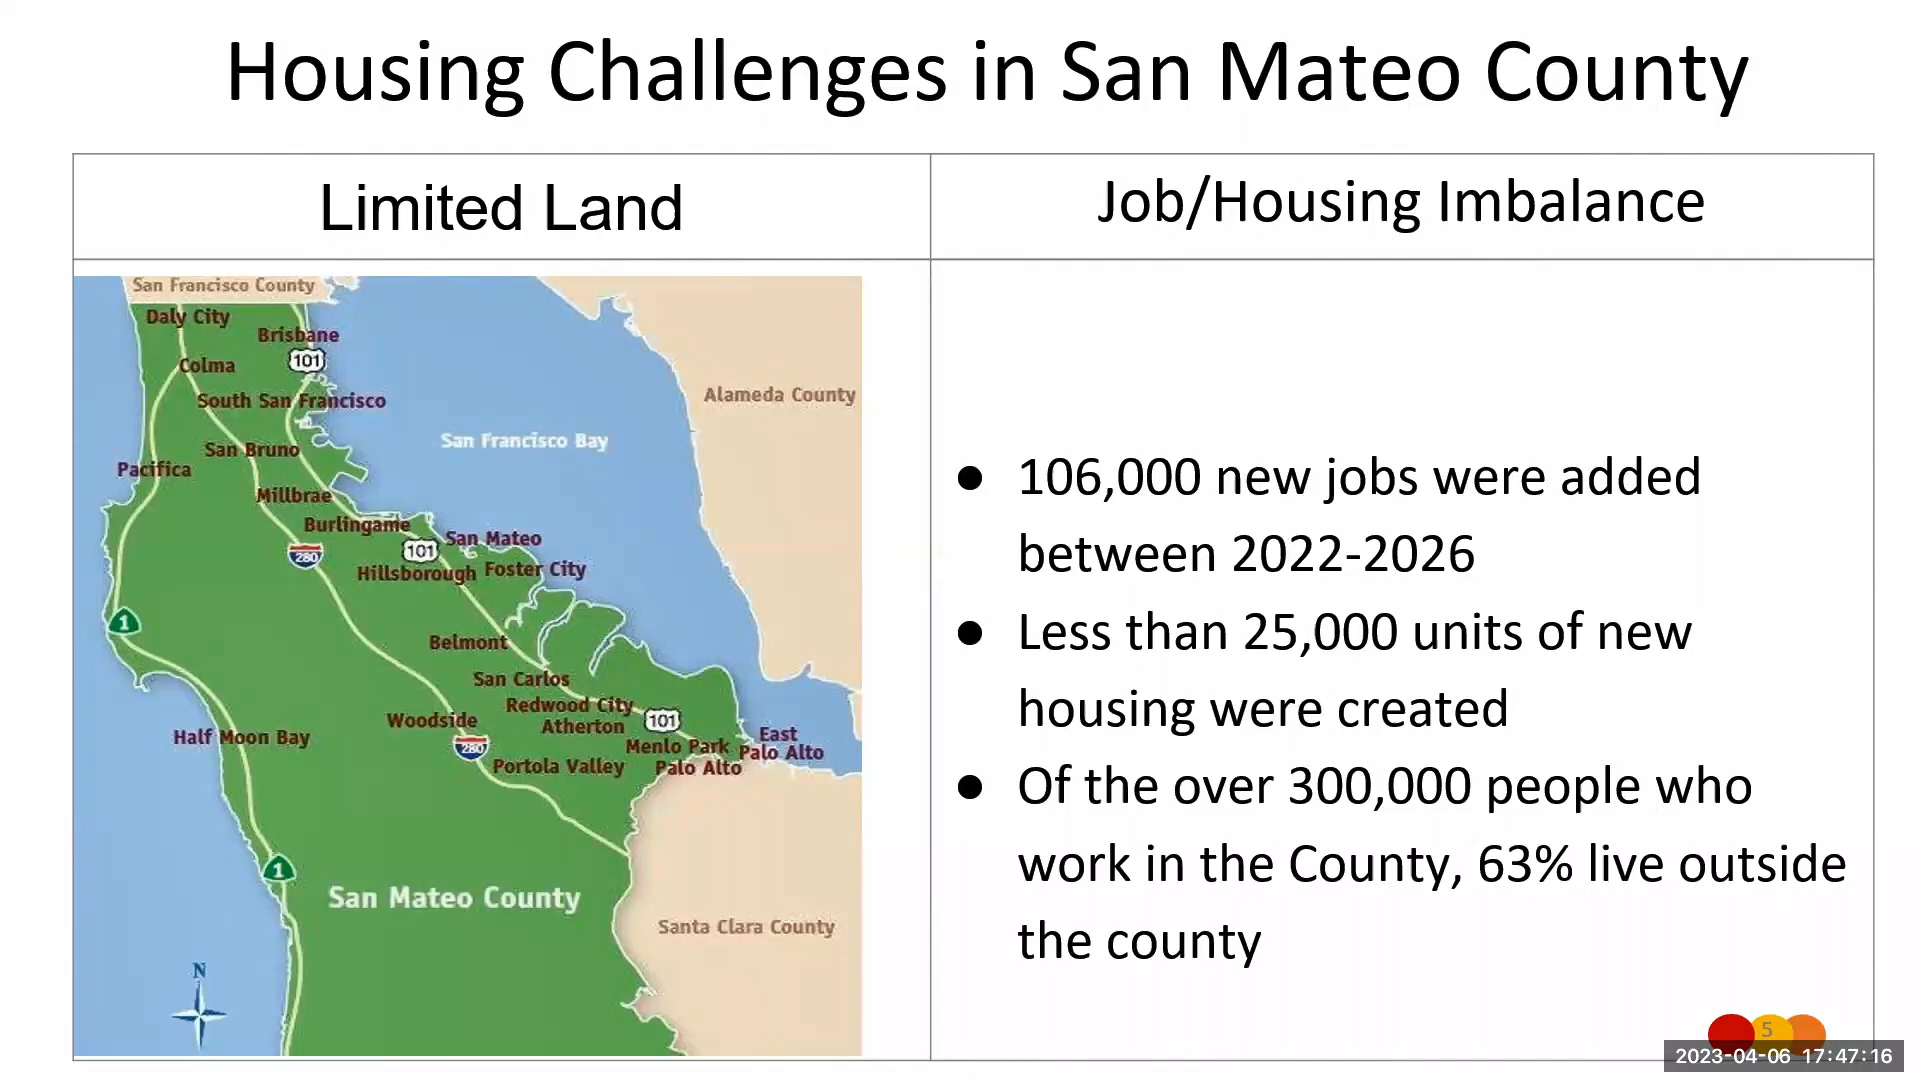 Housing Challenges in San Mateo County
Limited Land
Job/Housing Imbalance
San Francisco County
Daly City
Brisbane
101
Colma
South San Francisco
Alameda County
San Francisco Bay
San Bruno
Pacifica
Millbrae
Burlingame
San Mateo
101
280
Hillsborough
Foster City
1
Belmont
San Carlos
Redwood City
Woodside
Atherton
101
Half Moon Bay
280
Menlo Park
East
Palo Alto
Portola Valley
Palo Alto
1
San Mateo County
Santa Clara County
N
● 106,000 new jobs were added
between 2022-2026
● Less than 25,000 units of new
housing were created
● Of the over 300,000 people who
work in the County, 63% live outside
the county
5
2023-04-06 17:47:16